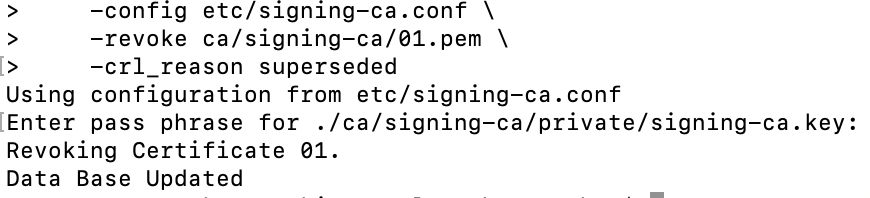 >     -config etc/signing-ca.conf \
>     -revoke ca/signing-ca/01.pem \
[>     -crl_reason superseded
Using configuration from etc/signing-ca.conf
[Enter pass phrase for ./ca/signing-ca/private/signing-ca.key:
Revoking Certificate 01.
Data Base Updated